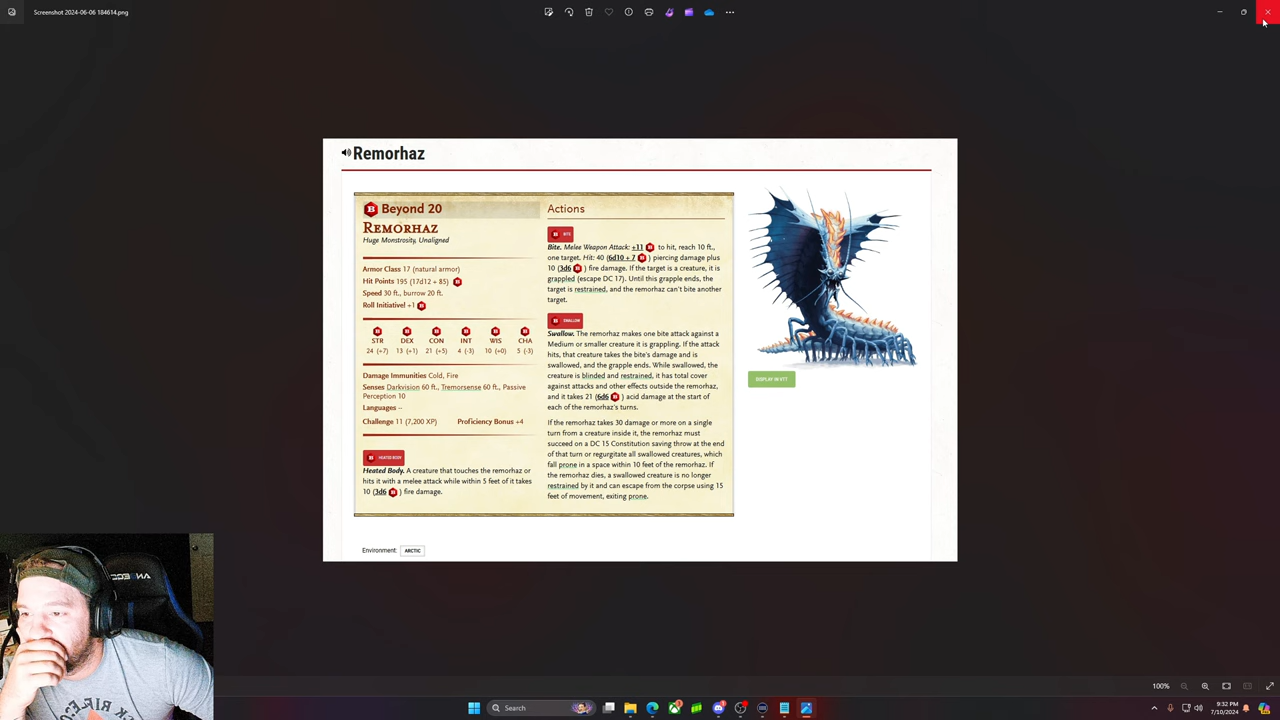 Screenshot 2024-06-06 184614.png
Remorhaz
Beyond 20
REMORHAZ
Huge Monstrosity, Unaligned
Armor Class 17 (natural armor)
Hit Points 195 (17d12 + 85)
Speed 30 ft., burrow 20 ft.
Roll Initiative! +1
STR DEX CON INT WIS CHA
24 (+7) 13 (+1) 21 (+5) 4 (-3) 10 (+0) 5 (-3)
Damage Immunities Cold, Fire
Senses Darkvision 60 ft., Tremorsense 60 ft., Passive
Perception 10
Languages --
Challenge 11 (7,200 XP) Proficiency Bonus +4
HEATED BODY
Heated Body. A creature that touches the remorhaz or
hits it with a melee attack while within 5 feet of it takes
10 (3d6 ) fire damage.
Actions
BITE
Bite. Melee Weapon Attack: +11 to hit, reach 10 ft.,
one target. Hit: 40 (6d10 + 7 ) piercing damage plus
10 (3d6 ) fire damage. If the target is a creature, it is
grappled (escape DC 17). Until this grapple ends, the
target is restrained, and the remorhaz can't bite another
target.
SWALLOW
Swallow. The remorhaz makes one bite attack against a
Medium or smaller creature it is grappling. If the attack
hits, that creature takes the bite's damage and is
swallowed, and the grapple ends. While swallowed, the
creature is blinded and restrained, it has total cover
against attacks and other effects outside the remorhaz,
and it takes 21 (6d6 ) acid damage at the start of
each of the remorhaz's turns.
If the remorhaz takes 30 damage or more on a single
turn from a creature inside it, the remorhaz must
succeed on a DC 15 Constitution saving throw at the end
of that turn or regurgitate all swallowed creatures, which
fall prone in a space within 10 feet of the remorhaz. If
the remorhaz dies, a swallowed creature is no longer
restrained by it and can escape from the corpse using 15
feet of movement, exiting prone.
DISPLAY IN VTT
Environment: ARCTIC
100%
Search
9:32 PM
7/10/2024